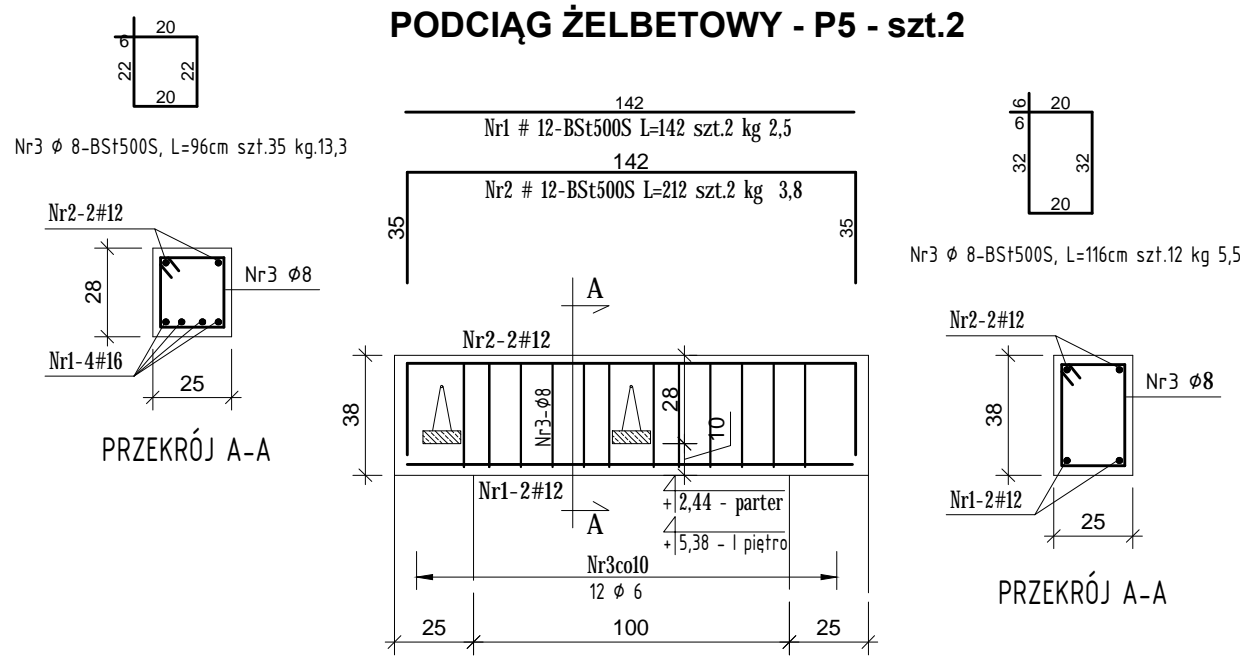 PODCIĄG ŻELBETOWY - P5 - szt.2
6
20
22
22
20
Nr3 ϕ 8-BSt500S, L=96cm szt.35 kg.13,3
142
Nr1 # 12-BSt500S L=142 szt.2 kg 2,5
142
Nr2 # 12-BSt500S L=212 szt.2 kg 3,8
35
35
6
20
6
32
32
20
Nr3 ϕ 8-BSt500S, L=116cm szt.12 kg 5,5
Nr2-2#12
Nr3 ϕ8
28
Nr1-4#16
25
PRZEKRÓJ A-A
A
Nr2-2#12
38
Nr3-ϕ8
28
10
Nr1-2#12
A
+ 2,44 - parter
+ 5,38 - I piętro
Nr3co10
12 ϕ 6
25
100
25
Nr2-2#12
Nr3 ϕ8
38
Nr1-2#12
25
PRZEKRÓJ A-A